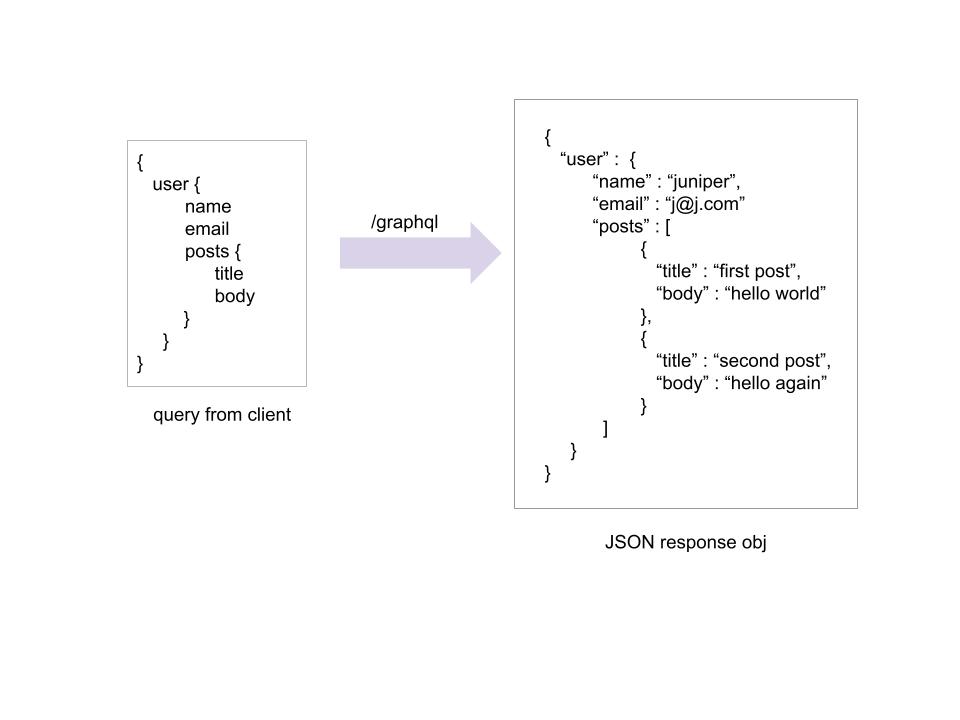 {
user {
name
email
posts {
title
body
}
}
}
query from client
/graphql
{
“user” : {
“name” : “juniper”,
“email” : “j@j.com”
“posts” : [
{
“title” : “first post”,
“body” : “hello world”
},
{
“title” : “second post”,
“body” : “hello again”
}
]
}
}
JSON response obj